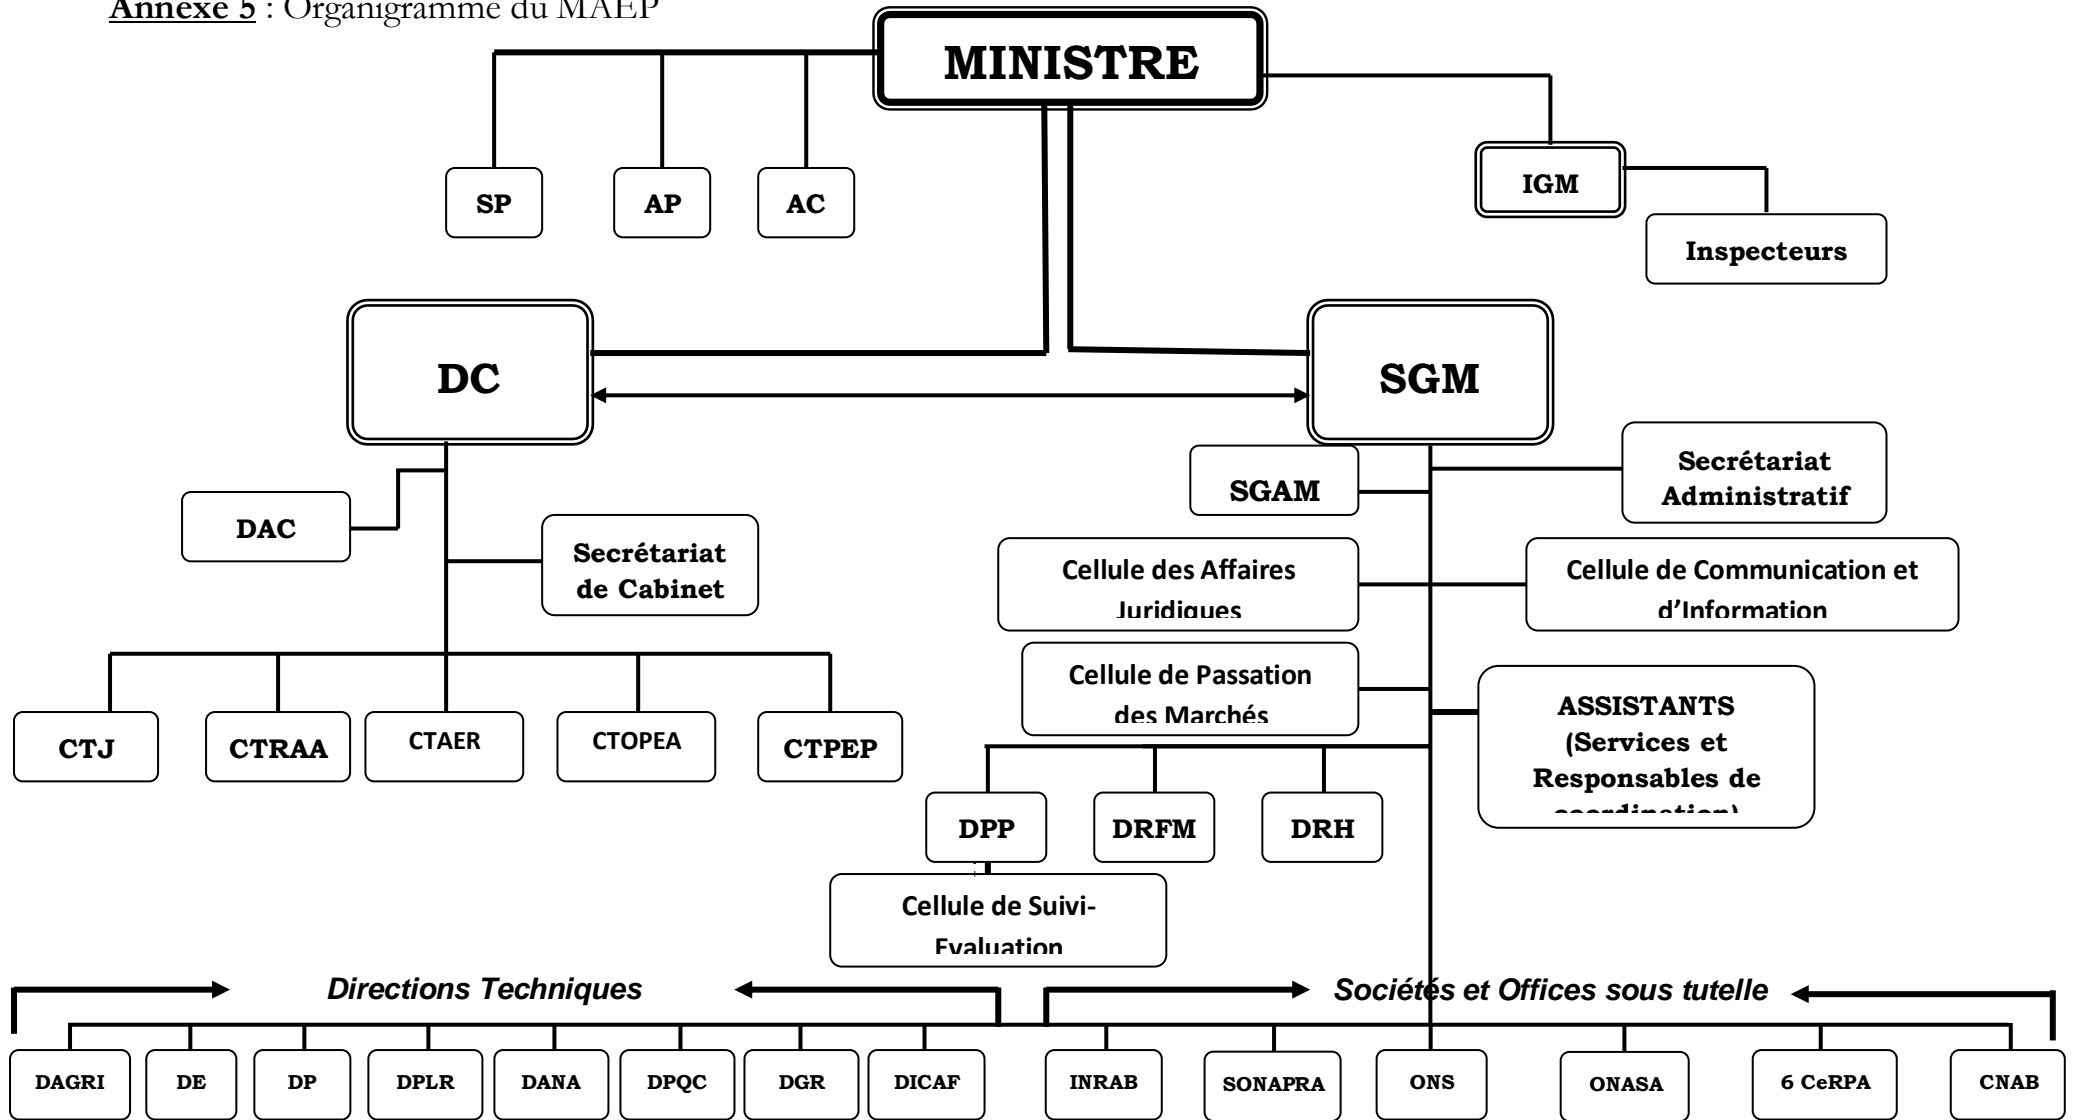 Annexe 5 : Organigramme du MAEP
MINISTRE
SP
AP
AC
IGM
Inspecteurs
DC
SGM
SGAM
Secrétariat
Administratif
DAC
Secrétariat
de Cabinet
Cellule des Affaires
Juridiques
Cellule de Communication et
d'Information
Cellule de Passation
des Marchés
ASSISTANTS
(Services et
Responsables de
coordination)
CTJ
CTRAA
CTAER
CTOPEA
CTPEP
DPP
DRFM
DRH
Cellule de Suivi-
Evaluation
Directions Techniques
Sociétés et Offices sous tutelle
DAGRI
DE
DP
DPLR
DANA
DPQC
DGR
DICAF
INRAB
SONAPRA
ONS
ONASA
6 CeRPA
CNAB